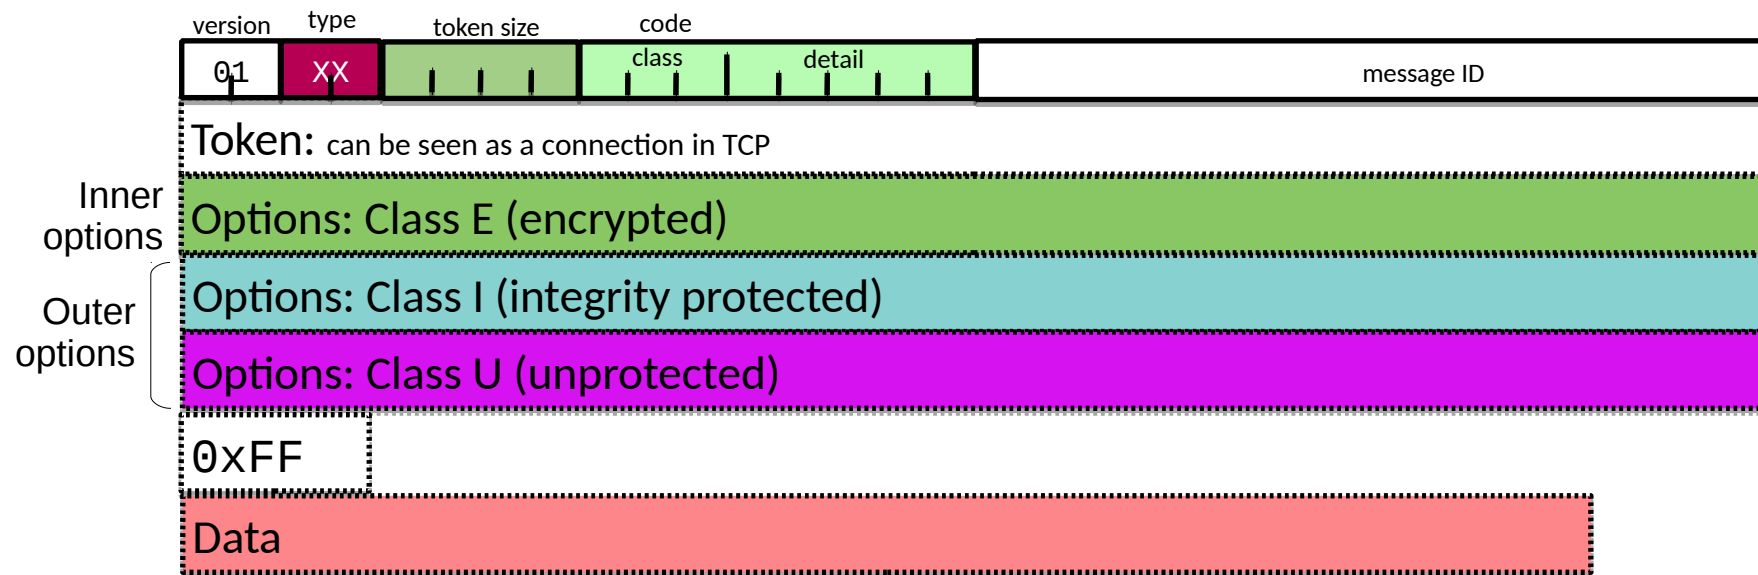 version type token size code
class detail
01 XX message ID
Token: can be seen as a connection in TCP
Inner
options
Options: Class E (encrypted)
Outer
options
Options: Class I (integrity protected)
Options: Class U (unprotected)
0xFF
Data